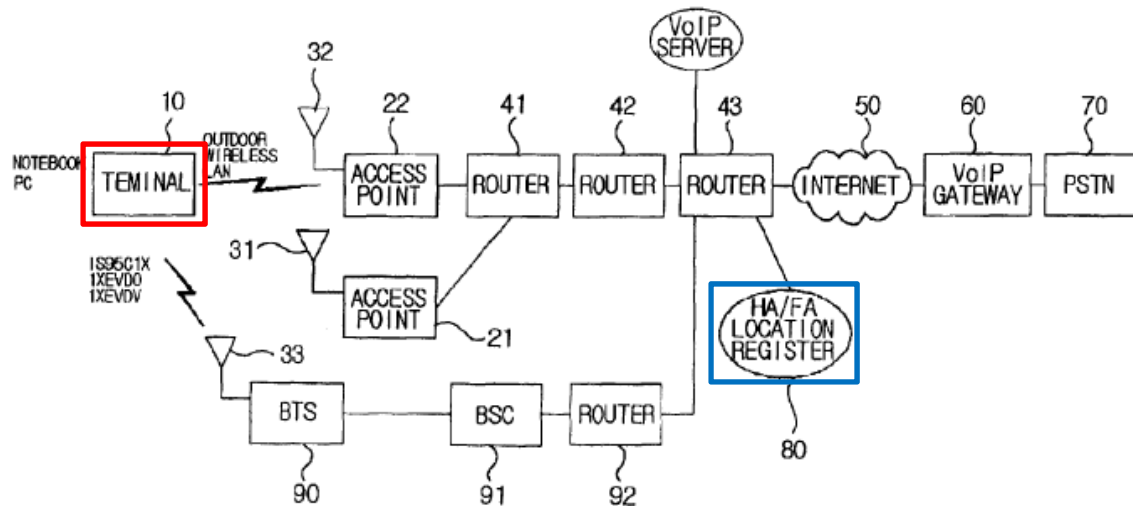 VoIP
SERVER
32
10
22
41
42
43
50
60
70
NOTEBOOK
PC
TEMINAL
OUTDOOR
WIRELESS
LAN
ACCESS
POINT
ROUTER
ROUTER
ROUTER
INTERNET
VoIP
GATEWAY
PSTN
31
IS95C1X
1XEVDO
1XEVDV
ACCESS
POINT
21
HA/FA
LOCATION
REGISTER
33
80
BTS
BSC
ROUTER
90
91
92